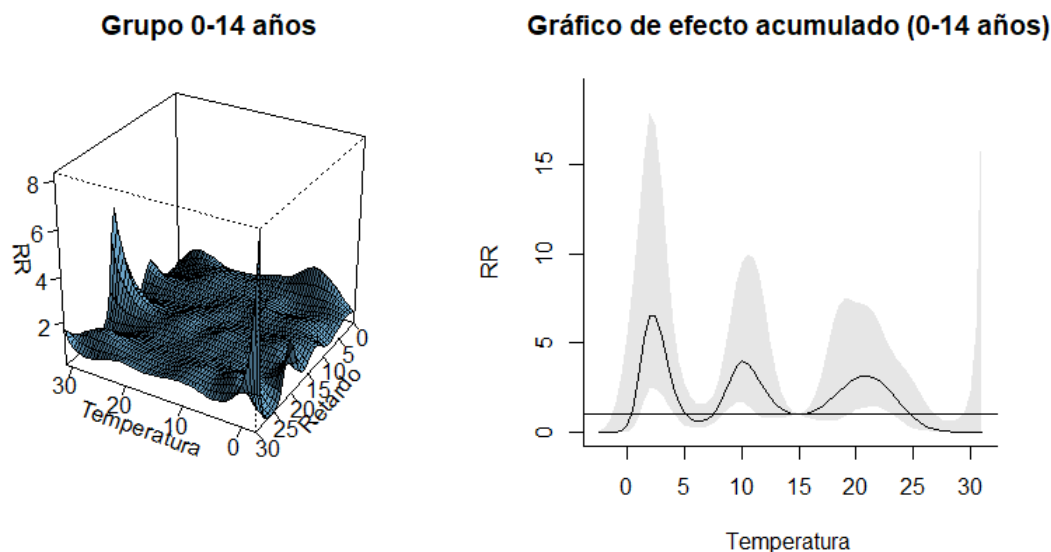 Grupo 0-14 años
8
6
4
2
RR
30
20
10
0
Temperatura
0
5
10
15
20
25
30
Retardo
Gráfico de efecto acumulado (0-14 años)
15
10
5
0
RR
0 5 10 15 20 25 30
Temperatura